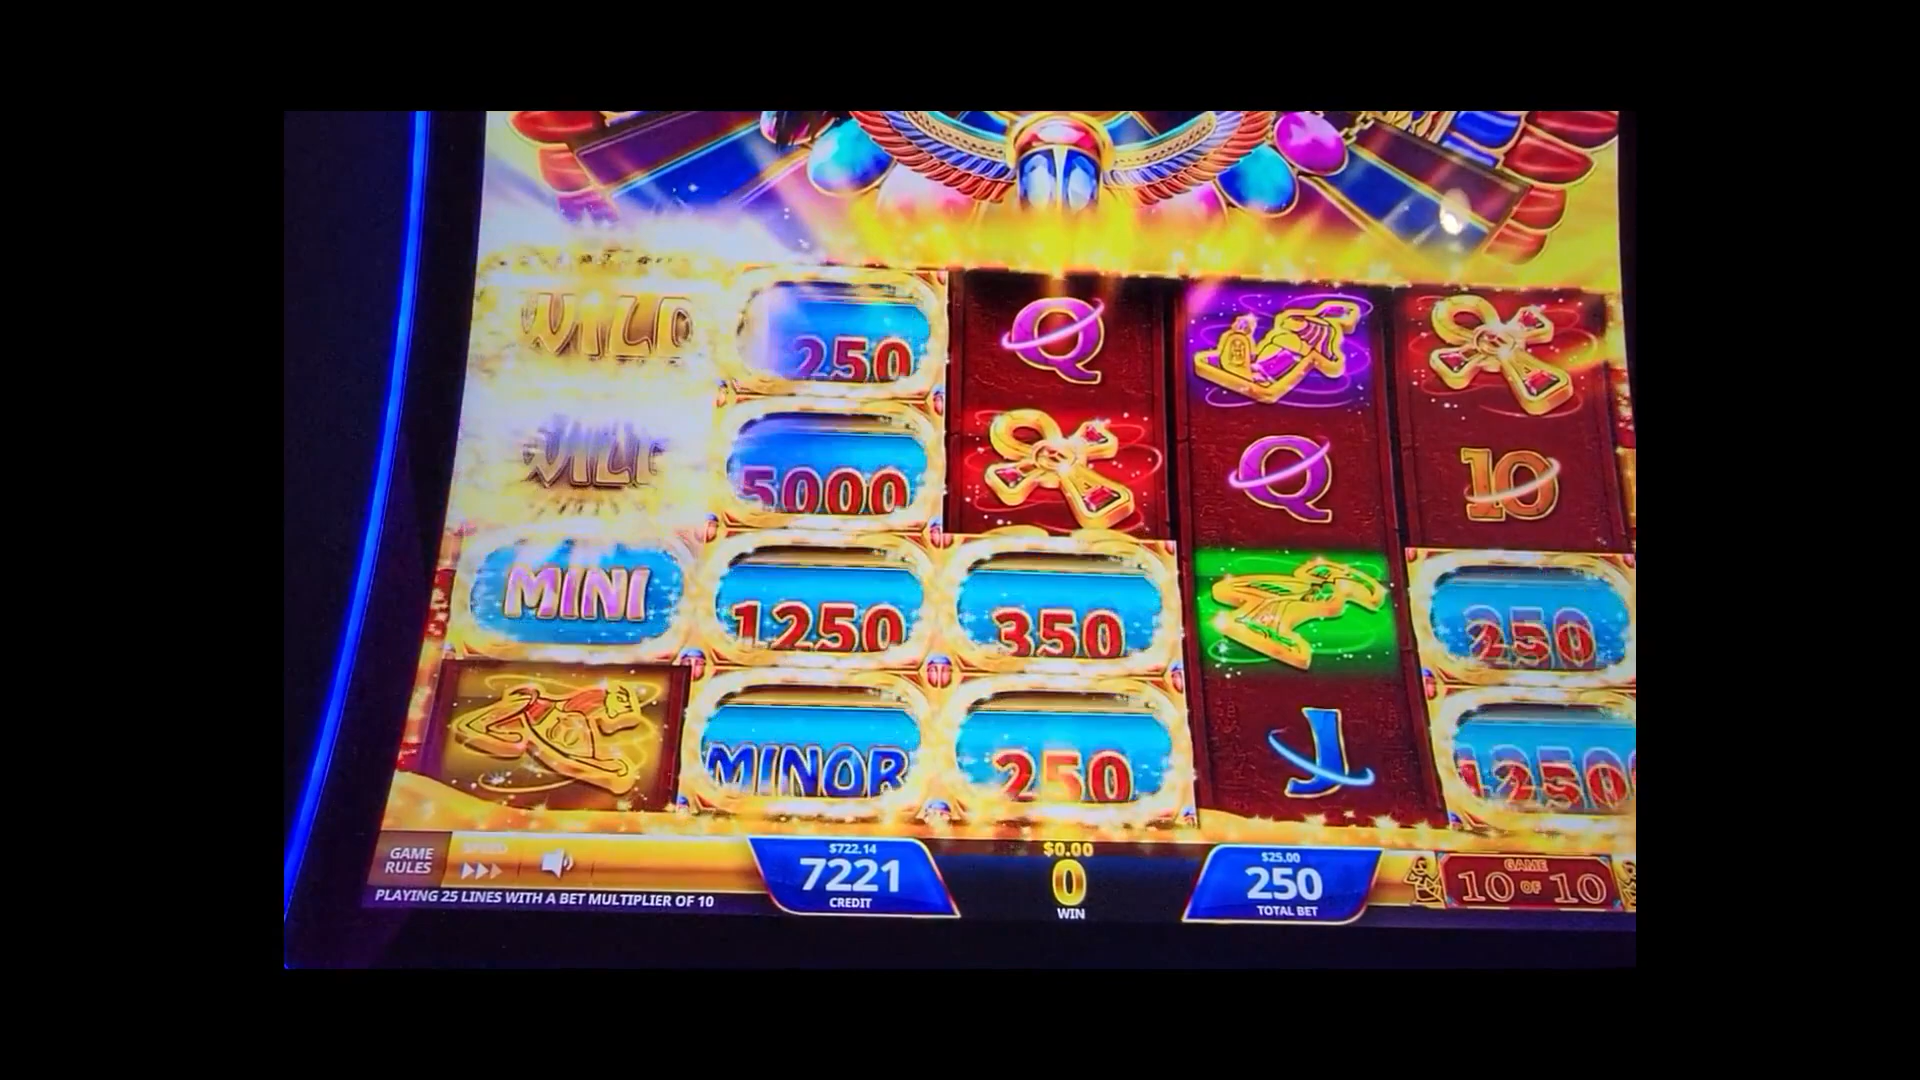 WILD 250 Q
WILD 5000 Q 10
MINI 1250 350 250
MINOR 250 J 1250
GAME RULES SPEED $722.14 7221 CREDIT $0.00 0 WIN $25.00 250 TOTAL BET GAME 10 OF 10
PLAYING 25 LINES WITH A BET MULTIPLIER OF 10